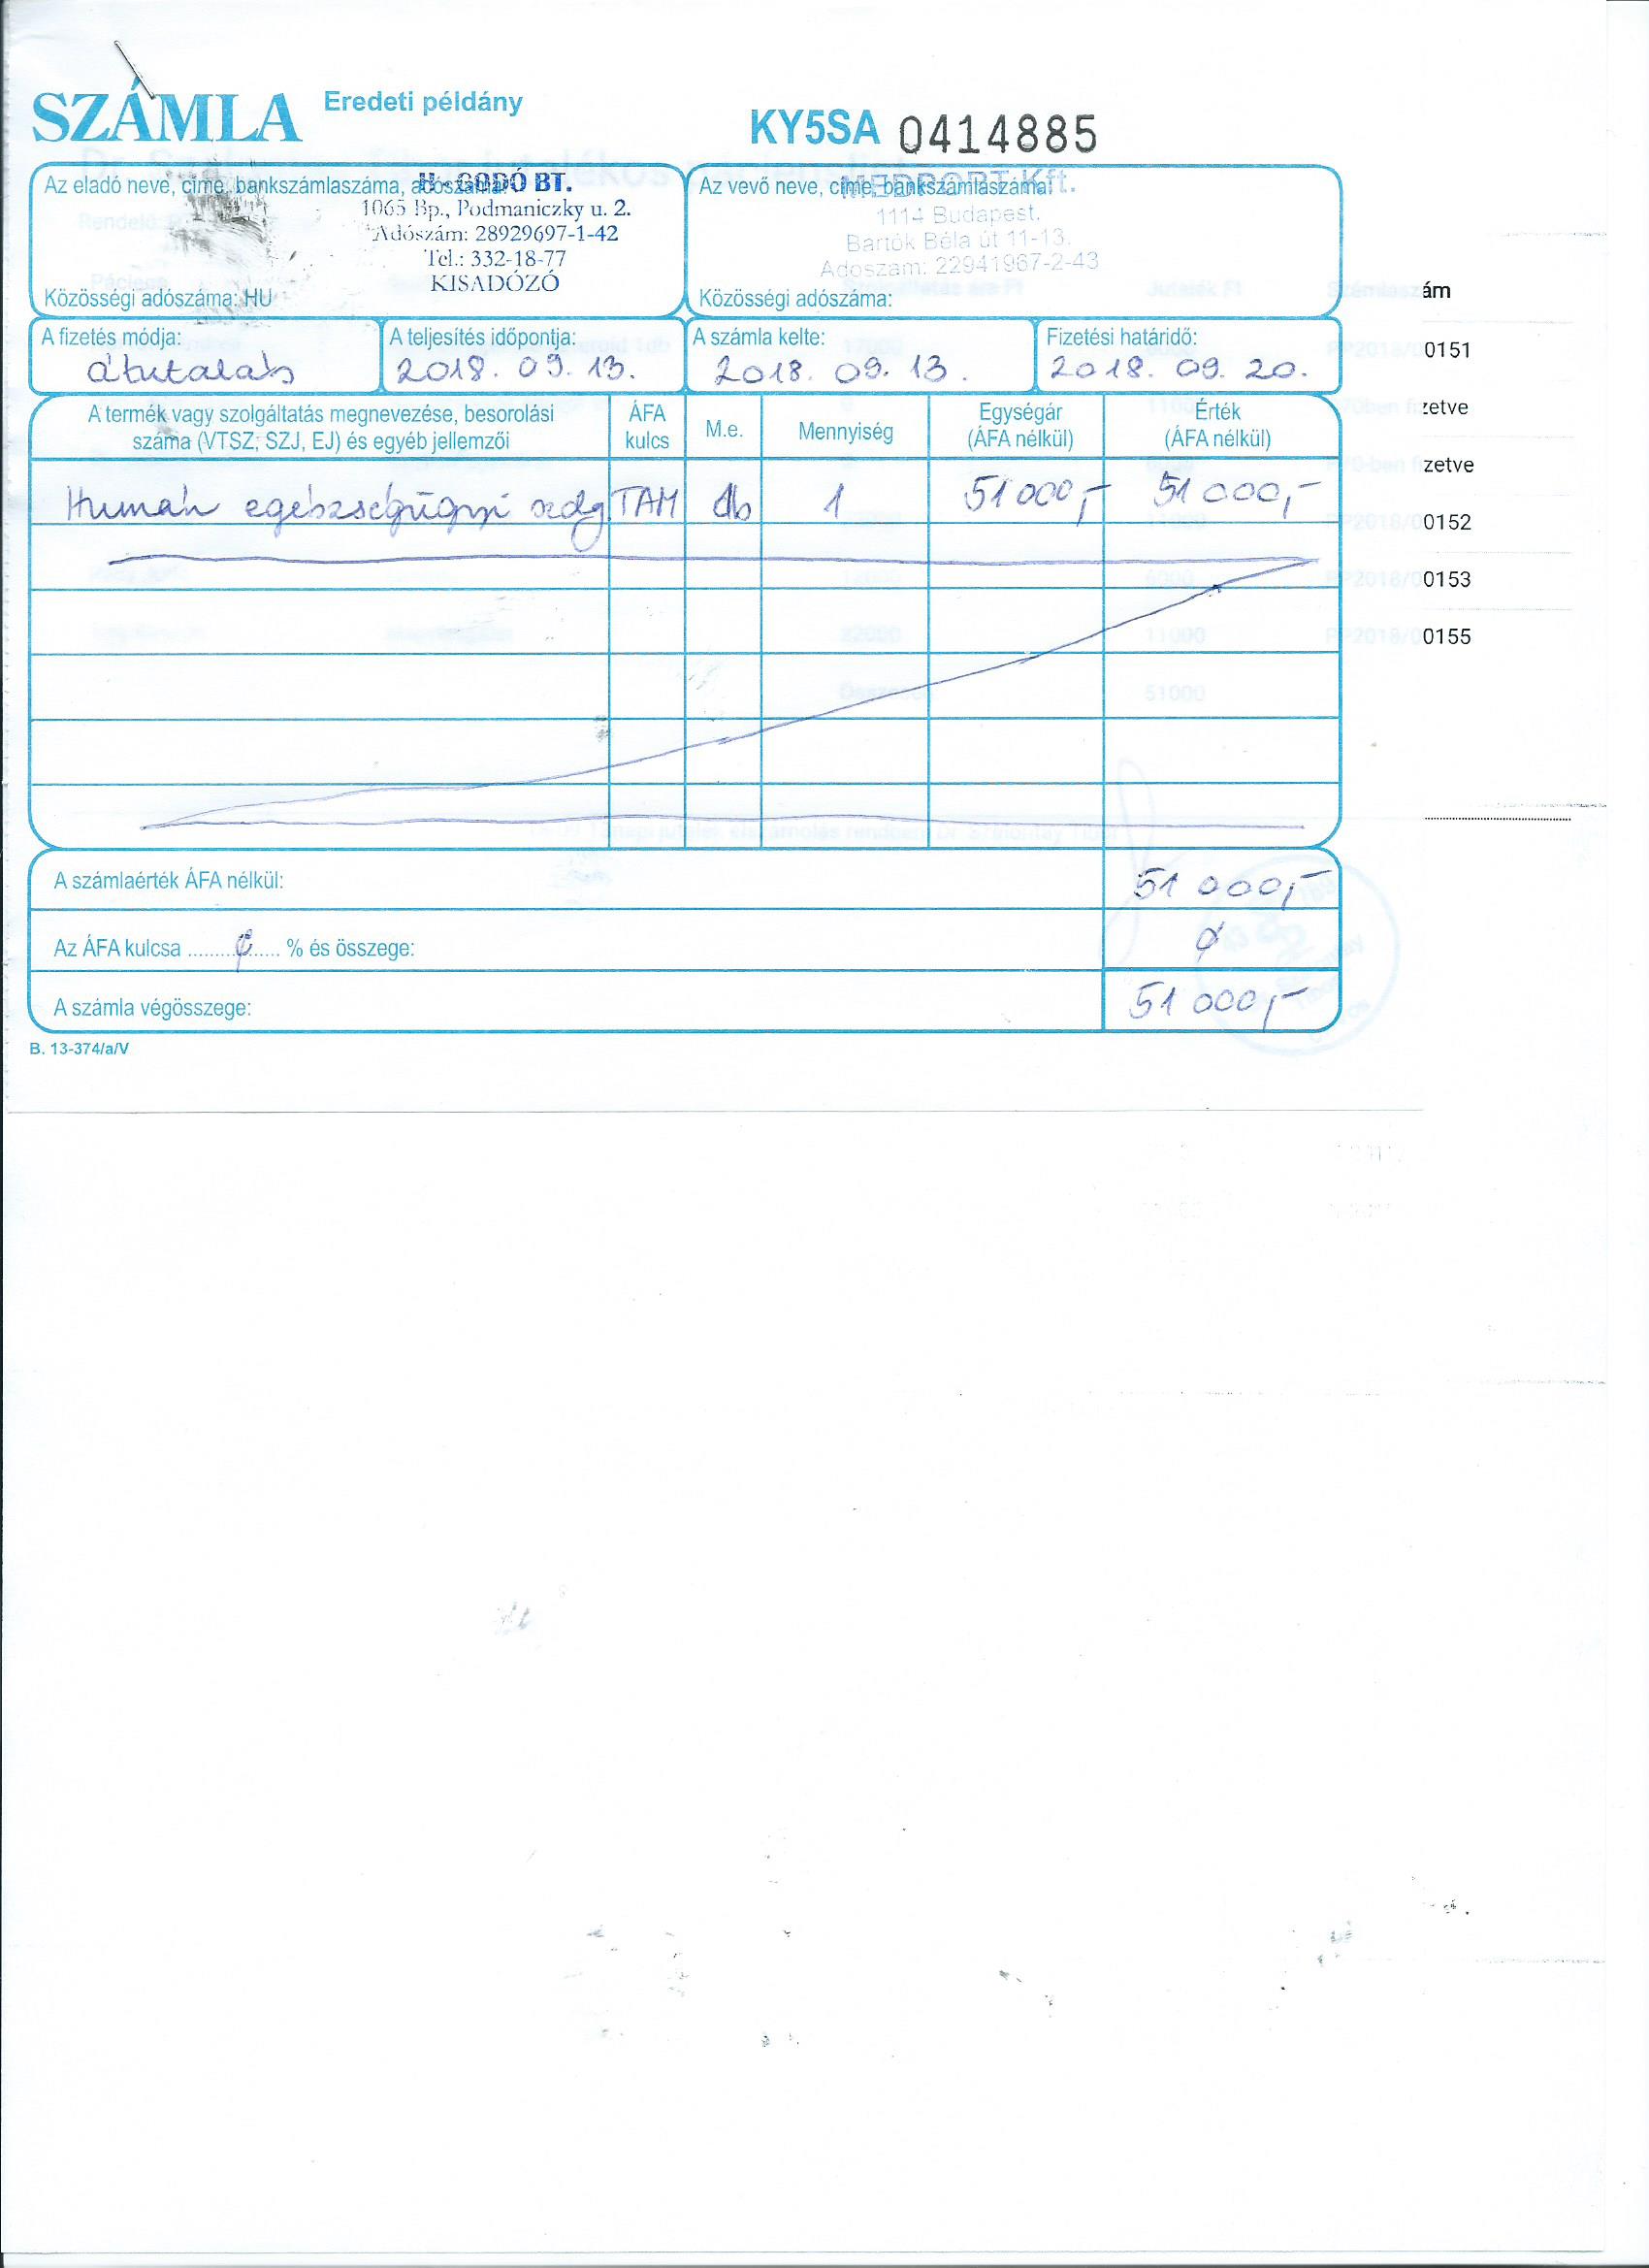 SZÁMLA Eredeti példány KY5SA 0414885
Az eladó neve, címe, bankszámlaszáma, adószáma:
GODÓ BT.
1065 Bp., Podmaniczky u. 2.
Adószám: 28929697-1-42
Tel.: 332-18-77
KISADÓZÓ
Közösségi adószáma: HU
Az vevő neve, címe, bankszámlaszáma:
MEDPORT Kft.
1114 Budapest.
Bartók Béla út 11-13.
Adoszam: 22941967-2-43
Közösségi adószáma:
ám
A fizetés módja: A teljesítés időpontja: A számla kelte: Fizetési határidő:
átutalás 2018. 09. 13. 2018. 09. 13. 2018. 09. 20.
0151
A termék vagy szolgáltatás megnevezése, besorolási száma (VTSZ, SZJ, EJ) és egyéb jellemzői ÁFA kulcs M.e. Mennyiség Egységár (ÁFA nélkül) Érték (ÁFA nélkül)
zetve
zetve
Humán egészségügyi szolg. TAM db 1 51 000,- 51 000,-
0152
0153
0155
A számlaérték ÁFA nélkül: 51 000,-
Az ÁFA kulcsa ......0...... % és összege: 0
A számla végösszege: 51 000,-
B. 13-374/a/V